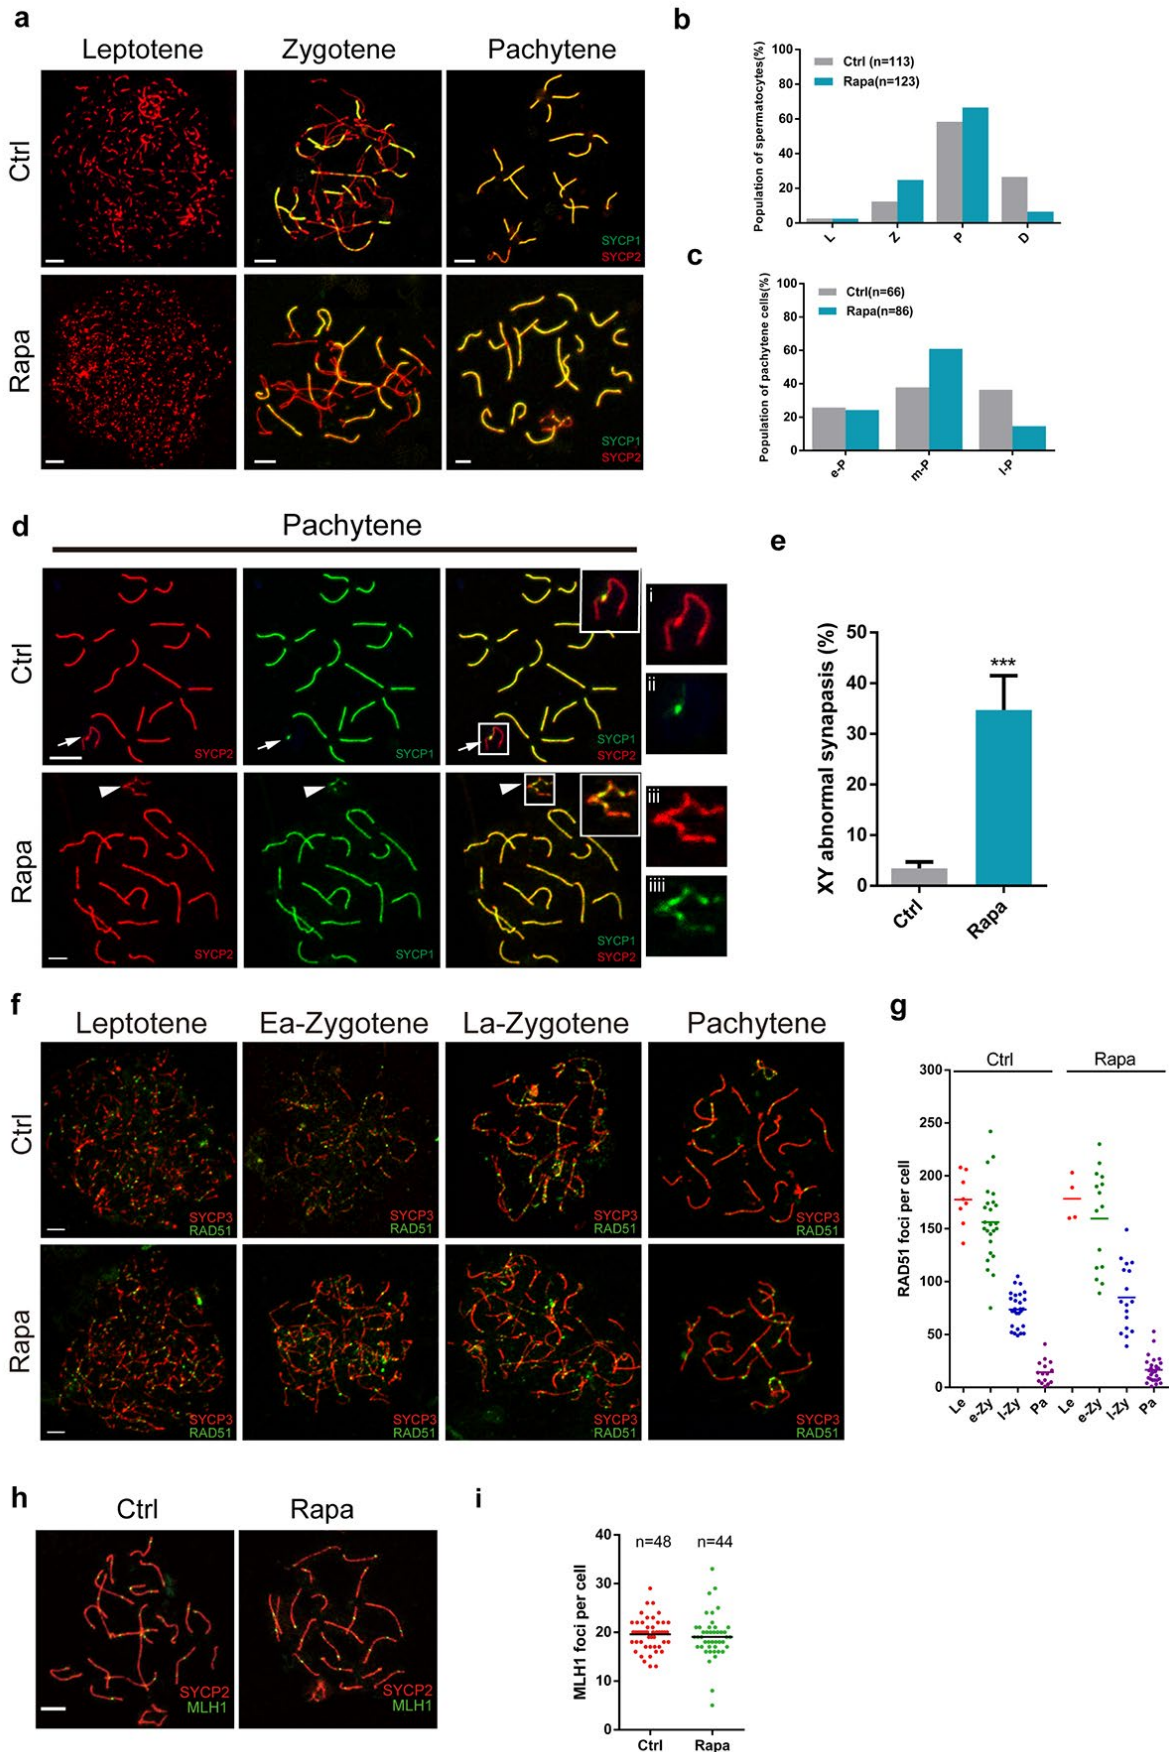 a
Leptotene Zygotene Pachytene
Ctrl
SYCP1
SYCP2
Rapa
SYCP1
SYCP2
b
Population of spermatocytes(%)
100
80
60
40
20
0
Ctrl (n=113)
Rapa(n=123)
L Z P D
c
Population of pachytene cells(%)
100
80
60
40
20
0
Ctrl(n=66)
Rapa(n=86)
e-P m-P l-P
d
Pachytene
Ctrl
SYCP2
SYCP1
SYCP1
SYCP2
i
ii
Rapa
SYCP2
SYCP1
SYCP1
SYCP2
iii
iiii
e
XY abnormal synapasis (%)
50
40
30
20
10
0
***
Ctrl Rapa
f
Leptotene Ea-Zygotene La-Zygotene Pachytene
Ctrl
SYCP3
RAD51
SYCP3
RAD51
SYCP3
RAD51
SYCP3
RAD51
Rapa
SYCP3
RAD51
SYCP3
RAD51
SYCP3
RAD51
SYCP3
RAD51
g
Ctrl Rapa
RAD51 foci per cell
300
250
200
150
100
50
0
Le e-Zy l-Zy Pa Le e-Zy l-Zy Pa
h
Ctrl Rapa
SYCP2
MLH1
SYCP2
MLH1
i
MLH1 foci per cell
40
30
20
10
0
n=48 n=44
Ctrl Rapa